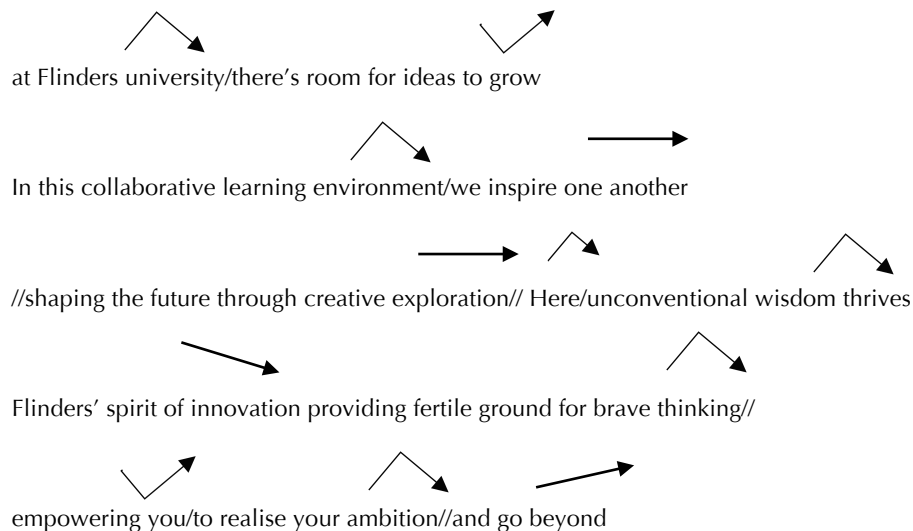 at Flinders university/there's room for ideas to grow
In this collaborative learning environment/we inspire one another
//shaping the future through creative exploration// Here/unconventional wisdom thrives
Flinders' spirit of innovation providing fertile ground for brave thinking//
empowering you/to realise your ambition//and go beyond